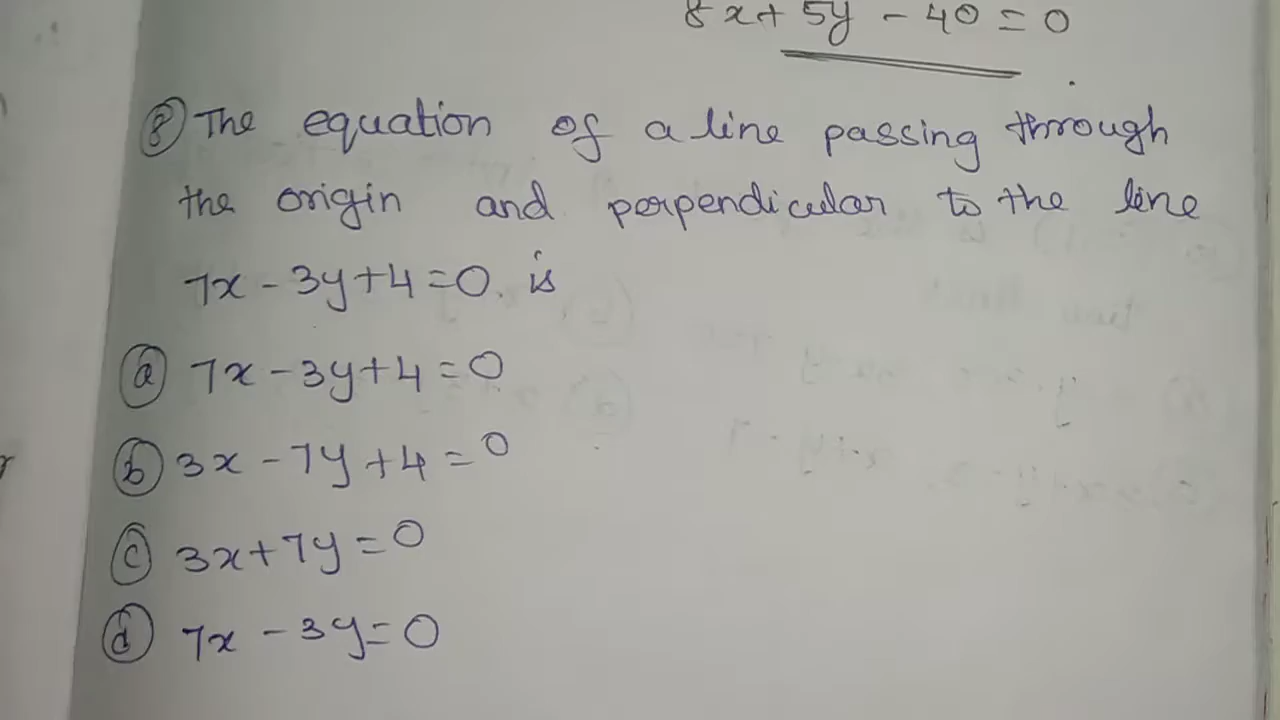 8x + 5y - 40 = 0
⑧ The equation of a line passing through
the origin and perpendicular to the line
7x - 3y + 4 = 0. is
ⓐ 7x - 3y + 4 = 0
ⓑ 3x - 7y + 4 = 0
ⓒ 3x + 7y = 0
ⓓ 7x - 3y = 0